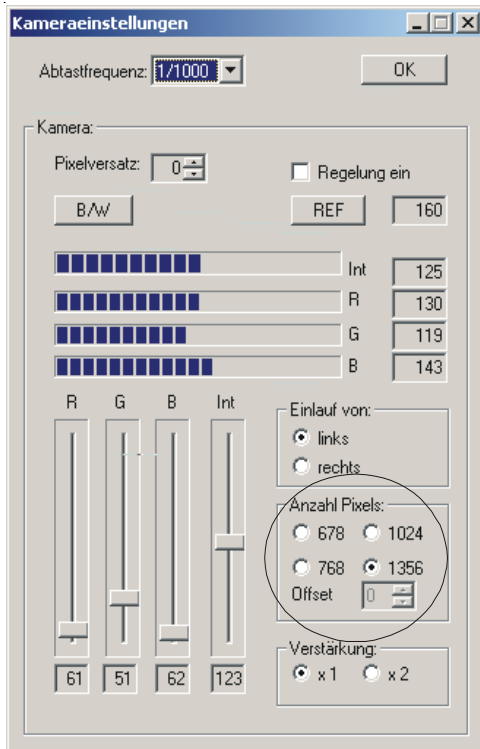 Kameraeinstellungen
Abtastfrequenz: 1/1000
OK
Kamera:
Pixelversatz: 0
Regelung ein
B/W
REF 160
Int 125
R 130
G 119
B 143
R G B Int
61 51 62 123
Einlauf von:
links
rechts
Anzahl Pixels:
678 1024
768 1356
Offset 0
Verstärkung:
x 1 x 2